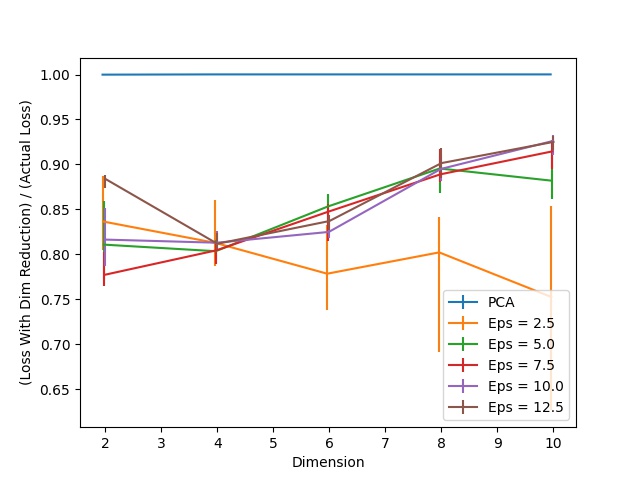 1.00
0.95
0.90
0.85
0.80
0.75
0.70
0.65
(Loss With Dim Reduction) / (Actual Loss)
2 3 4 5 6 7 8 9 10
Dimension
PCA
Eps = 2.5
Eps = 5.0
Eps = 7.5
Eps = 10.0
Eps = 12.5